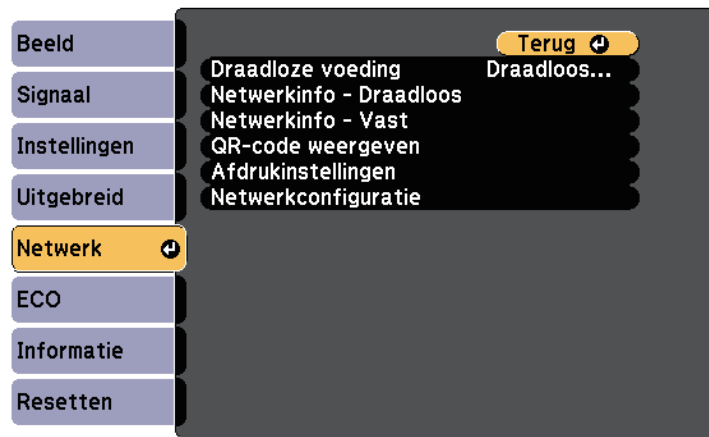 Beeld
Signaal
Instellingen
Uitgebreid
Netwerk
ECO
Informatie
Resetten
Terug
Draadloze voeding Draadloos...
Netwerkinfo - Draadloos
Netwerkinfo - Vast
QR-code weergeven
Afdrukinstellingen
Netwerkconfiguratie